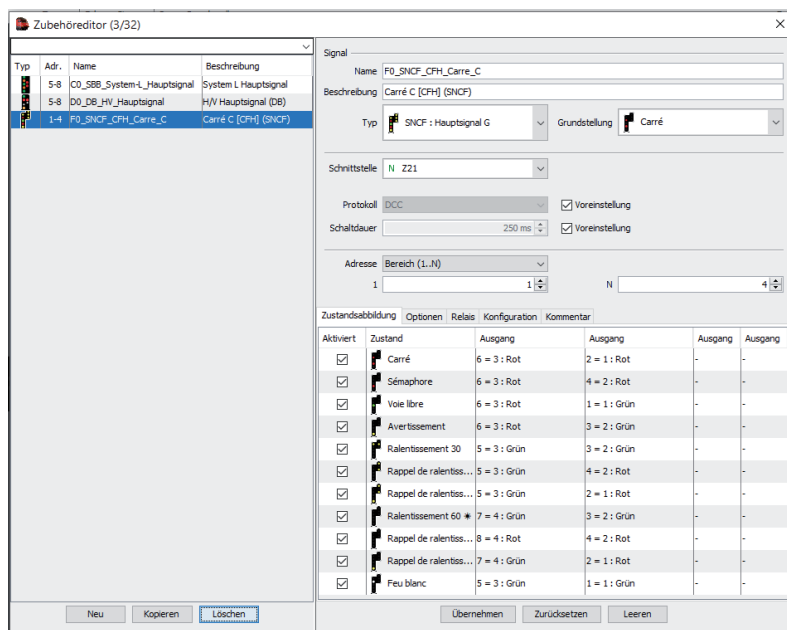 Zubehöreditor (3/32)
Typ Adr. Name Beschreibung
5-8 C0_SBB_System-L_Hauptsignal System L Hauptsignal
5-8 D0_DB_HV_Hauptsignal H/V Hauptsignal (DB)
1-4 F0_SNCF_CFH_Carre_C Carré C [CFH] (SNCF)
Neu Kopieren Löschen
Signal
Name F0_SNCF_CFH_Carre_C
Beschreibung Carré C [CFH] (SNCF)
Typ SNCF : Hauptsignal G Grundstellung Carré
Schnittstelle N Z21
Protokoll DCC Voreinstellung
Schaltdauer 250 ms Voreinstellung
Adresse Bereich (1..N)
1 1 N 4
Zustandsabbildung Optionen Relais Konfiguration Kommentar
Aktiviert Zustand Ausgang Ausgang Ausgang Ausgang
Carré 6 = 3 : Rot 2 = 1 : Rot - -
Sémaphore 6 = 3 : Rot 4 = 2 : Rot - -
Voie libre 6 = 3 : Rot 1 = 1 : Grün - -
Avertissement 6 = 3 : Rot 3 = 2 : Grün - -
Ralentissement 30 5 = 3 : Grün 3 = 2 : Grün - -
Rappel de ralentiss... 5 = 3 : Grün 4 = 2 : Rot - -
Rappel de ralentiss... 5 = 3 : Grün 2 = 1 : Rot - -
Ralentissement 60 ✷ 7 = 4 : Grün 3 = 2 : Grün - -
Rappel de ralentiss... 8 = 4 : Rot 4 = 2 : Rot - -
Rappel de ralentiss... 7 = 4 : Grün 2 = 1 : Rot - -
Feu blanc 5 = 3 : Grün 1 = 1 : Grün - -
Übernehmen Zurücksetzen Leeren